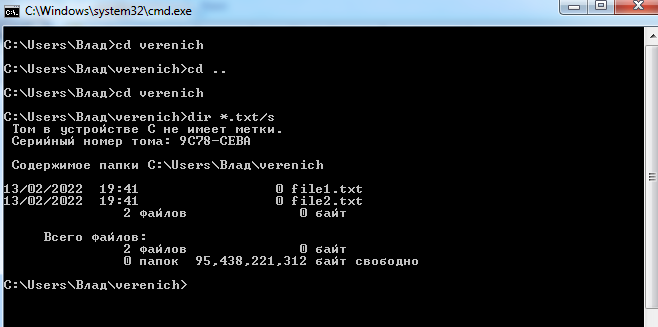 C:\Windows\system32\cmd.exe
C:\Users\Влад>cd verenich
C:\Users\Влад\verenich>cd ..
C:\Users\Влад>cd verenich
C:\Users\Влад\verenich>dir *.txt/s
Том в устройстве C не имеет метки.
Серийный номер тома: 9C78-CEBA
Содержимое папки C:\Users\Влад\verenich
13/02/2022  19:41                 0 file1.txt
13/02/2022  19:41                 0 file2.txt
2 файлов              0 байт
Всего файлов:
2 файлов              0 байт
0 папок  95,438,221,312 байт свободно
C:\Users\Влад\verenich>